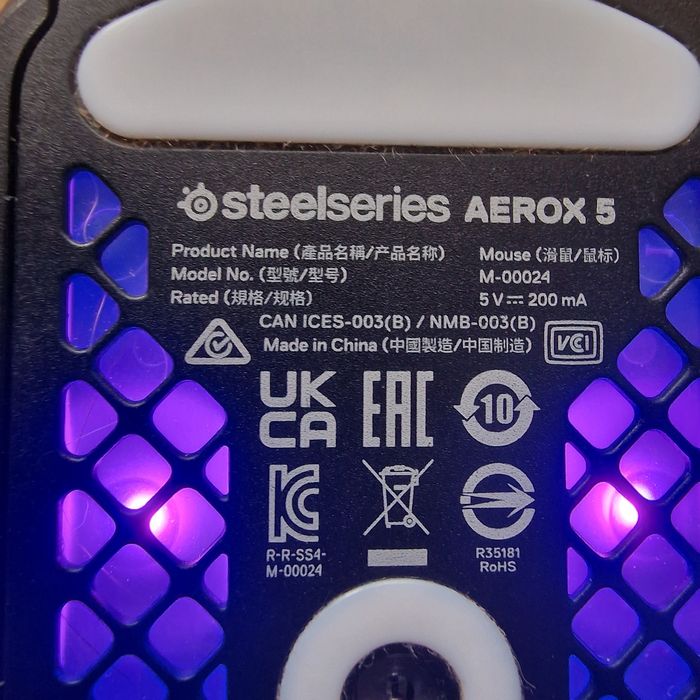 steelseries AEROX 5
Product Name (產品名稱/产品名称) Mouse (滑鼠/鼠标)
Model No. (型號/型号) M-00024
Rated (規格/规格) 5 V⎓ 200 mA
CAN ICES-003(B) / NMB-003(B)
Made in China (中國製造/中国制造) VCI
UK
CA
EAC
10
KC
R-R-SS4-
M-00024
R35181
RoHS